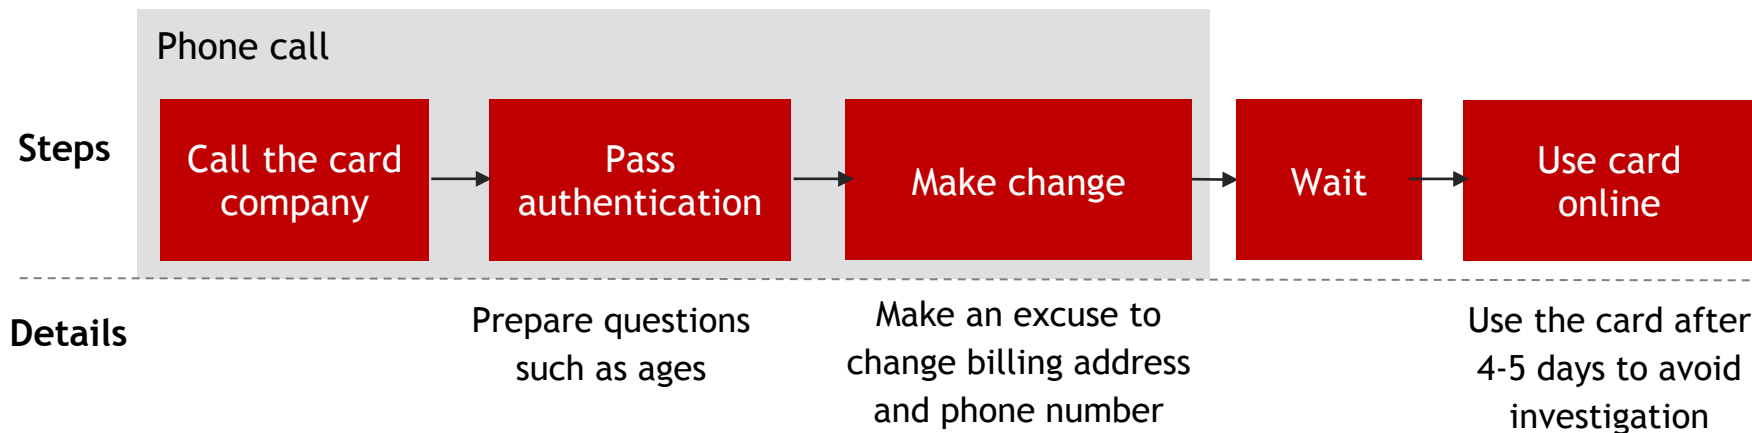 Phone call
Steps
Call the card
company
Pass
authentication
Make change
Wait
Use card
online
Details
Prepare questions
such as ages
Make an excuse to
change billing address
and phone number
Use the card after
4-5 days to avoid
investigation